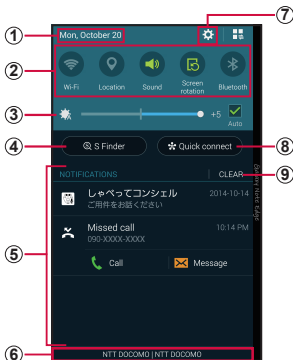 ⑦
① Mon, October 20
②
Wi-Fi Location Sound Screen rotation Bluetooth
③ +5 Auto
④ S Finder Quick connect ⑧
NOTIFICATIONS CLEAR ⑨
しゃべってコンシェル 2014-10-14
ご用件をお話ください
Missed call 10:14 PM
090-XXXX-XXXX
⑤
Call Message
⑥ NTT DOCOMO | NTT DOCOMO